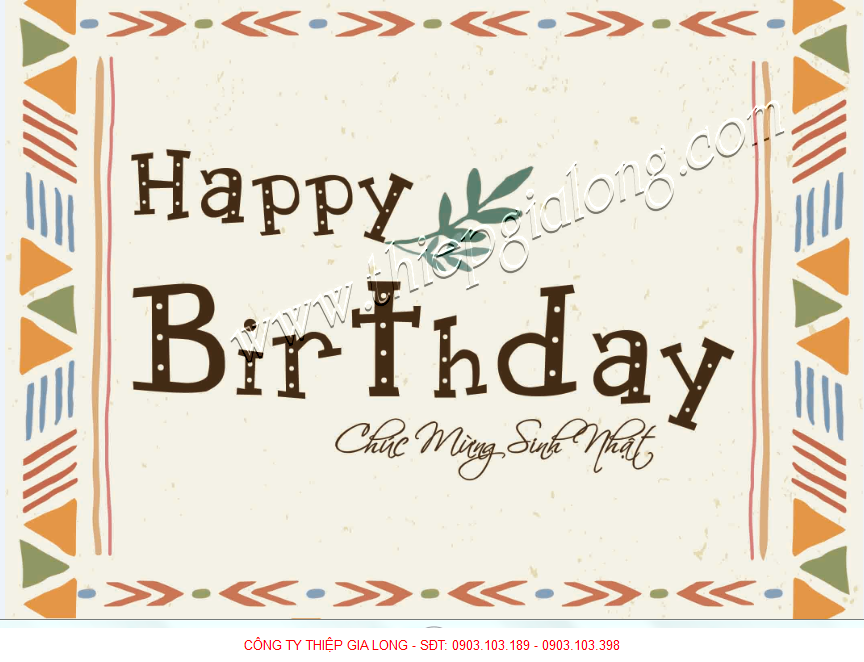 Happy
www.thiepgialong.com
Birthday
Chúc Mừng Sinh Nhật
CÔNG TY THIỆP GIA LONG - SĐT: 0903.103.189 - 0903.103.398